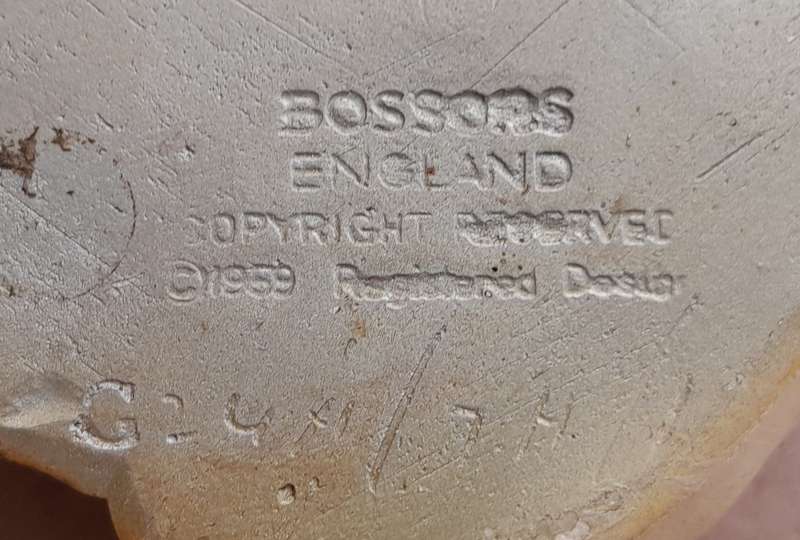 BOSSONS
ENGLAND
COPYRIGHT RESERVED
©1959 Registered Design